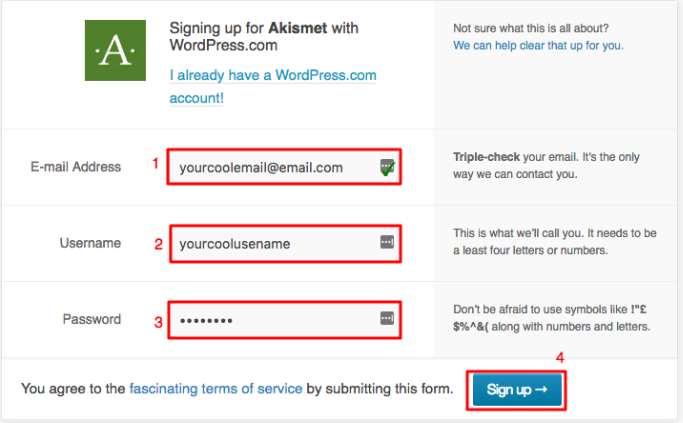 ·A·
Signing up for Akismet with
WordPress.com
I already have a WordPress.com
account!
Not sure what this is all about?
We can help clear that up for you.
E-mail Address
1
yourcoolemail@email.com
Triple-check your email. It's the only
way we can contact you.
Username
2
yourcoolusename
This is what we'll call you. It needs to be
a least four letters or numbers.
Password
3
••••••••
Don't be afraid to use symbols like !"£
$%^&( along with numbers and letters.
4
You agree to the fascinating terms of service by submitting this form.
Sign up →